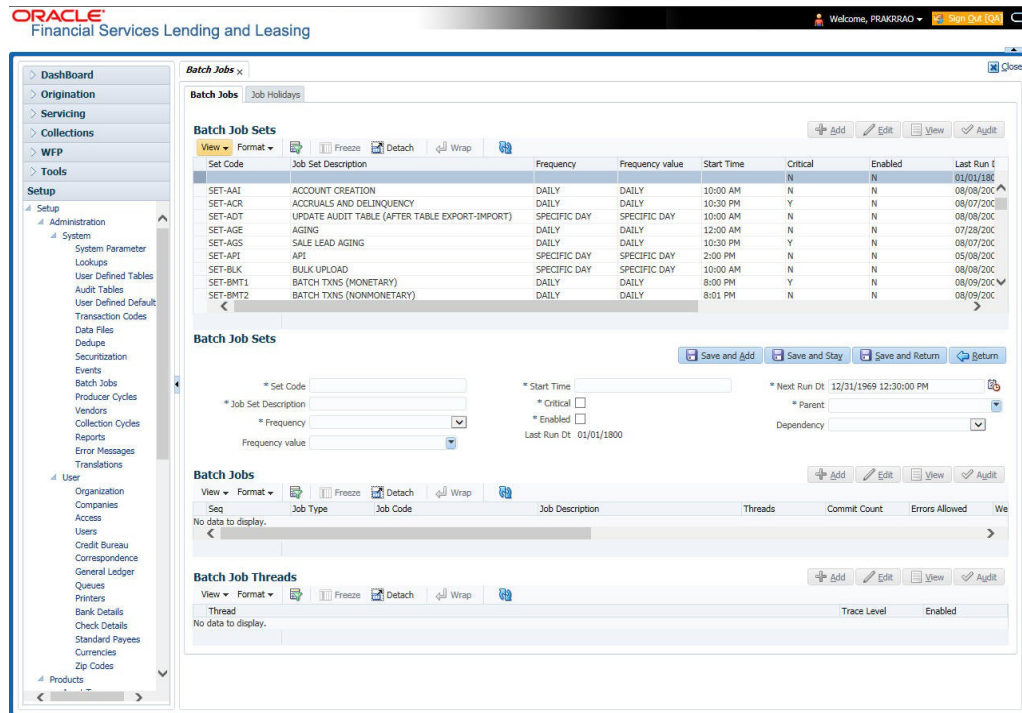 ORACLE®
Financial Services Lending and Leasing
Welcome, PRAKRRAO
Sign Out [QA]
Batch Jobs
Close
DashBoard
Origination
Servicing
Collections
WFP
Tools
Setup
Setup
Administration
System
System Parameter
Lookups
User Defined Tables
Audit Tables
User Defined Default
Transaction Codes
Data Files
Dedupe
Securitization
Events
Batch Jobs
Producer Cycles
Vendors
Collection Cycles
Reports
Error Messages
Translations
User
Organization
Companies
Access
Users
Credit Bureau
Correspondence
General Ledger
Queues
Printers
Bank Details
Check Details
Standard Payees
Currencies
Zip Codes
Products
Batch Jobs Job Holidays
Batch Job Sets
Add Edit View Audit
View Format Freeze Detach Wrap
Set Code Job Set Description Frequency Frequency value Start Time Critical Enabled Last Run D
N N 01/01/180
SET-AAI ACCOUNT CREATION DAILY DAILY 10:00 AM N N 08/08/200
SET-ACR ACCRUALS AND DELINQUENCY DAILY DAILY 10:30 PM Y N 08/07/200
SET-ADT UPDATE AUDIT TABLE (AFTER TABLE EXPORT-IMPORT) SPECIFIC DAY SPECIFIC DAY 10:00 AM N N 08/08/200
SET-AGE AGING DAILY DAILY 12:00 AM N N 07/28/200
SET-AGS SALE LEAD AGING DAILY DAILY 10:30 PM Y N 08/07/200
SET-API API SPECIFIC DAY SPECIFIC DAY 2:00 PM N N 05/08/200
SET-BLK BULK UPLOAD SPECIFIC DAY SPECIFIC DAY 10:00 AM N N 08/08/200
SET-BMT1 BATCH TXNS (MONETARY) DAILY DAILY 8:00 PM Y N 08/09/200
SET-BMT2 BATCH TXNS (NONMONETARY) DAILY DAILY 8:01 PM N N 08/09/200
Batch Job Sets
Save and Add Save and Stay Save and Return Return
* Set Code * Start Time * Next Run Dt 12/31/1969 12:30:00 PM
* Job Set Description * Critical * Parent
* Frequency * Enabled Dependency
Frequency value Last Run Dt 01/01/1800
Batch Jobs
Add Edit View Audit
View Format Freeze Detach Wrap
Seq Job Type Job Code Job Description Threads Commit Count Errors Allowed We
No data to display.
Batch Job Threads
Add Edit View Audit
View Format Freeze Detach Wrap
Thread Trace Level Enabled
No data to display.